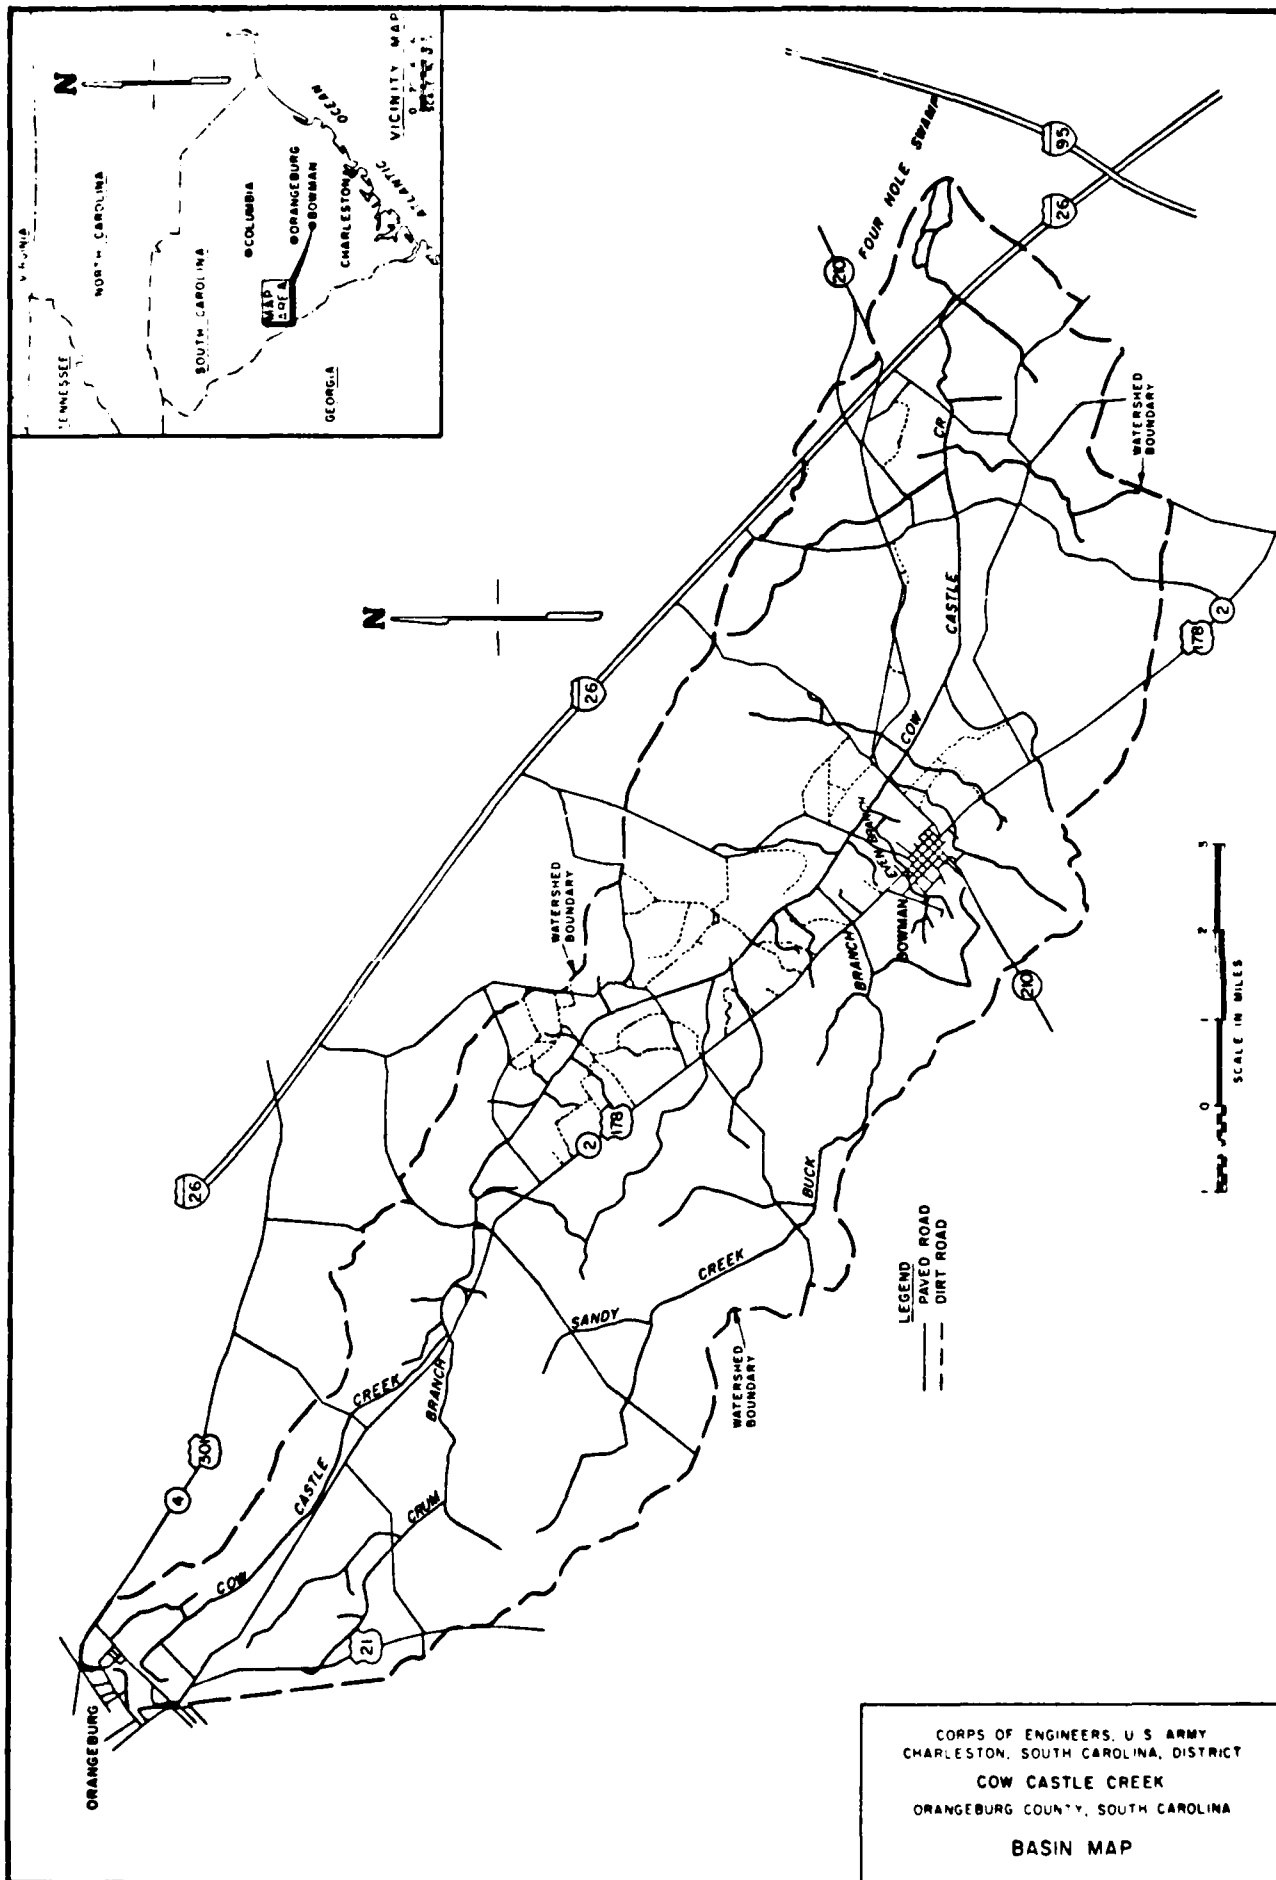 N
VICINITY MAP
TENNESSEE
NORTH CAROLINA
SOUTH CAROLINA
GEORGIA
COLUMBIA
ORANGEBURG
BOWMAN
CHARLESTON
MAP
AREA
ATLANTIC
OCEAN
N
ORANGEBURG
4
301
21
26
26
26
95
210
FOUR HOLE SWAMP
COW
CASTLE
CREEK
CRUM
BRANCH
SANDY
CREEK
BUCK
BRANCH
2
178
WATERSHED
BOUNDARY
WATERSHED
BOUNDARY
WATERSHED
BOUNDARY
BOWMAN
BRANCH
210
COW
CASTLE
CR
178
2
LEGEND
PAVED ROAD
DIRT ROAD
1 0 1 2 3
SCALE IN MILES
CORPS OF ENGINEERS, U S ARMY
CHARLESTON, SOUTH CAROLINA, DISTRICT
COW CASTLE CREEK
ORANGEBURG COUNTY, SOUTH CAROLINA
BASIN MAP